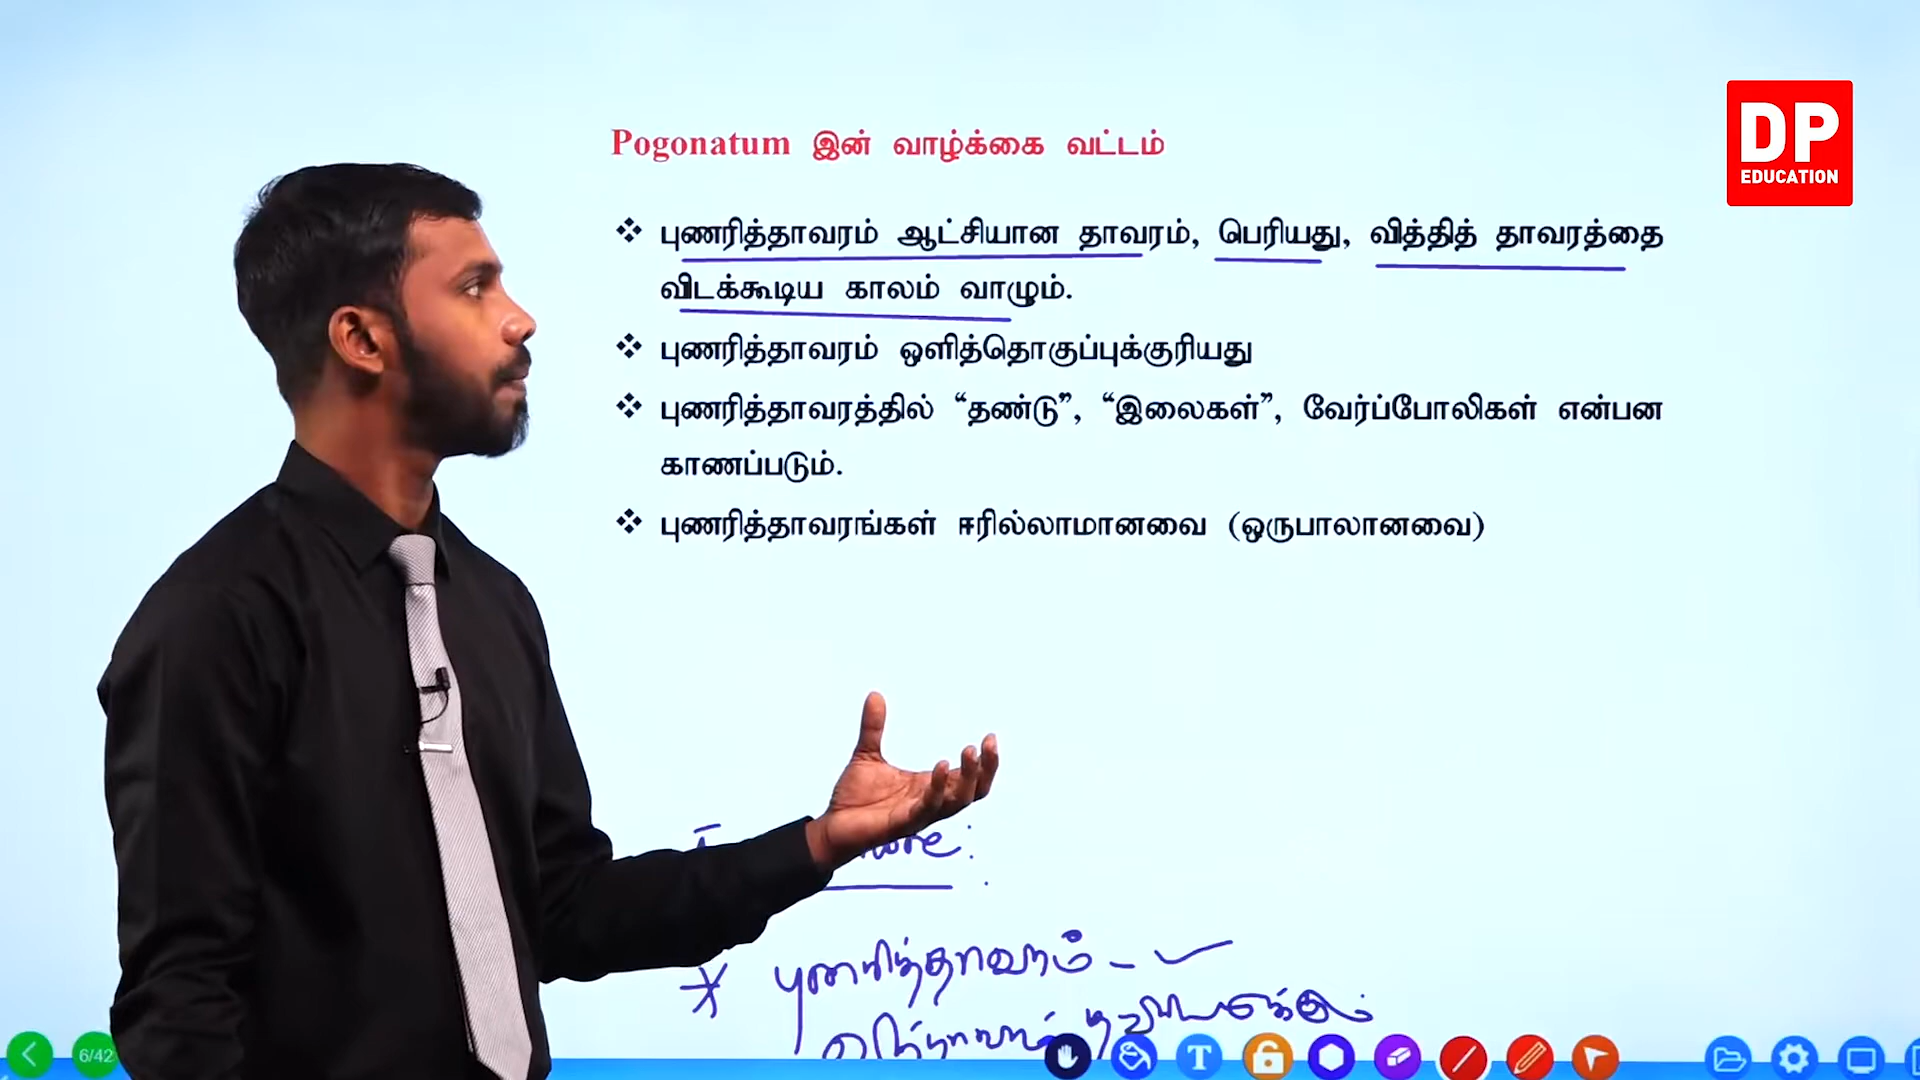 DP
EDUCATION
Pogonatum இன் வாழ்க்கை வட்டம்
❖ புணரித்தாவரம் ஆட்சியான தாவரம், பெரியது, வித்தித் தாவரத்தை
விடக்கூடிய காலம் வாழும்.
❖ புணரித்தாவரம் ஒளித்தொகுப்புக்குரியது
❖ புணரித்தாவரத்தில் “தண்டு”, “இலைகள்”, வேர்ப்போலிகள் என்பன
காணப்படும்.
❖ புணரித்தாவரங்கள் ஈரில்லாமானவை (ஒருபாலானவை)
* புணரித்தாவரம் -
6/42
T